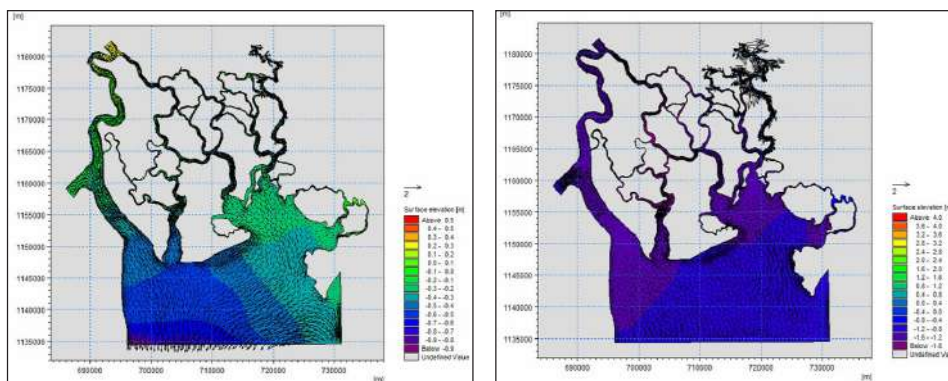 [m]
1180000
1175000
1170000
1165000
1160000
1155000
1150000
1145000
1140000
1135000
690000
700000
710000
720000
730000
[m]
2
Surface elevation [m]
Above 0.5
0.4 - 0.5
0.3 - 0.4
0.2 - 0.3
0.1 - 0.2
0.0 - 0.1
-0.1 - 0.0
-0.2 - -0.1
-0.3 - -0.2
-0.4 - -0.3
-0.5 - -0.4
-0.6 - -0.5
-0.7 - -0.6
-0.8 - -0.7
-0.9 - -0.8
Below -0.9
Undefined Value
[m]
1180000
1175000
1170000
1165000
1160000
1155000
1150000
1145000
1140000
1135000
690000
700000
710000
720000
730000
[m]
2
Surface elevation [m]
Above 4.0
3.6 - 4.0
3.2 - 3.6
2.8 - 3.2
2.4 - 2.8
2.0 - 2.4
1.6 - 2.0
1.2 - 1.6
0.8 - 1.2
0.4 - 0.8
0.0 - 0.4
-0.4 - 0.0
-0.8 - -0.4
-1.2 - -0.8
-1.6 - -1.2
Below -1.6
Undefined Value